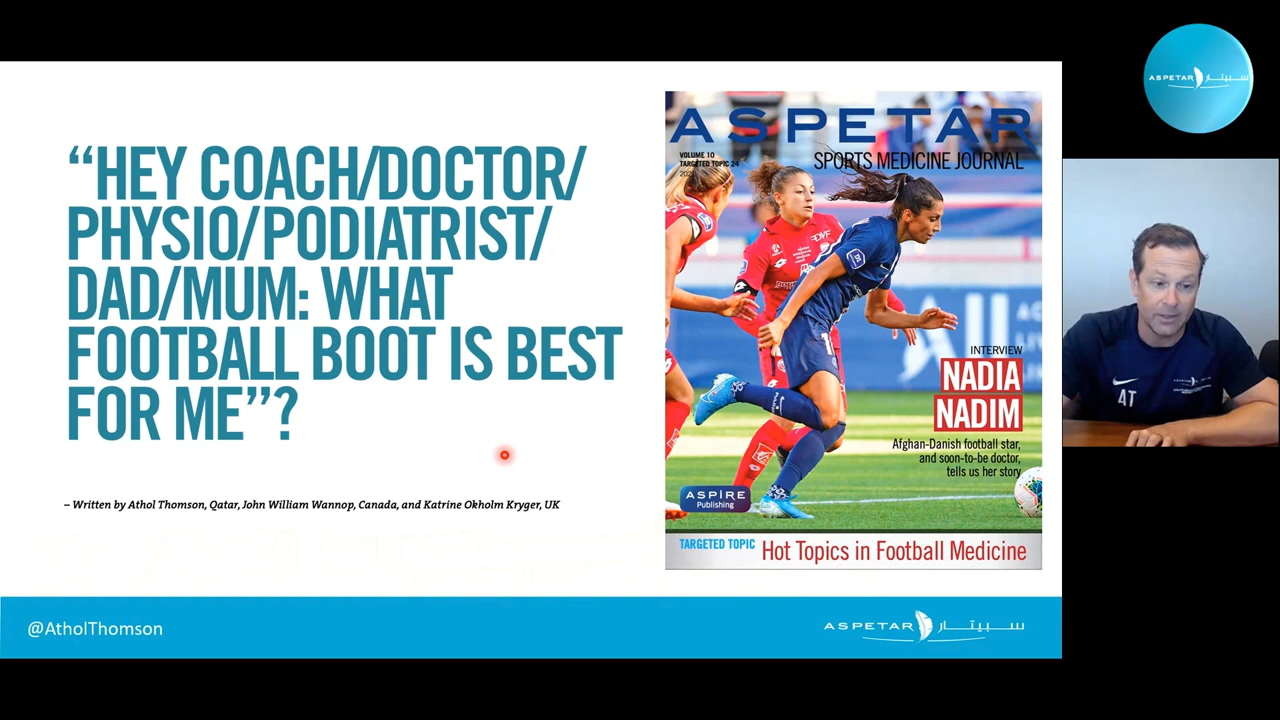 “HEY COACH/DOCTOR/
PHYSIO/PODIATRIST/
DAD/MUM: WHAT
FOOTBALL BOOT IS BEST
FOR ME”?
– Written by Athol Thomson, Qatar, John William Wannop, Canada, and Katrine Okholm Kryger, UK
ASPETAR
SPORTS MEDICINE JOURNAL
VOLUME 10
TARGETED TOPIC 24
INTERVIEW
NADIA
NADIM
Afghan-Danish football star,
and soon-to-be doctor,
tells us her story
ASPIRE
Publishing
TARGETED TOPIC Hot Topics in Football Medicine
@AtholThomson
ASPETAR سبيتار
ASPETAR سبيتار
AT